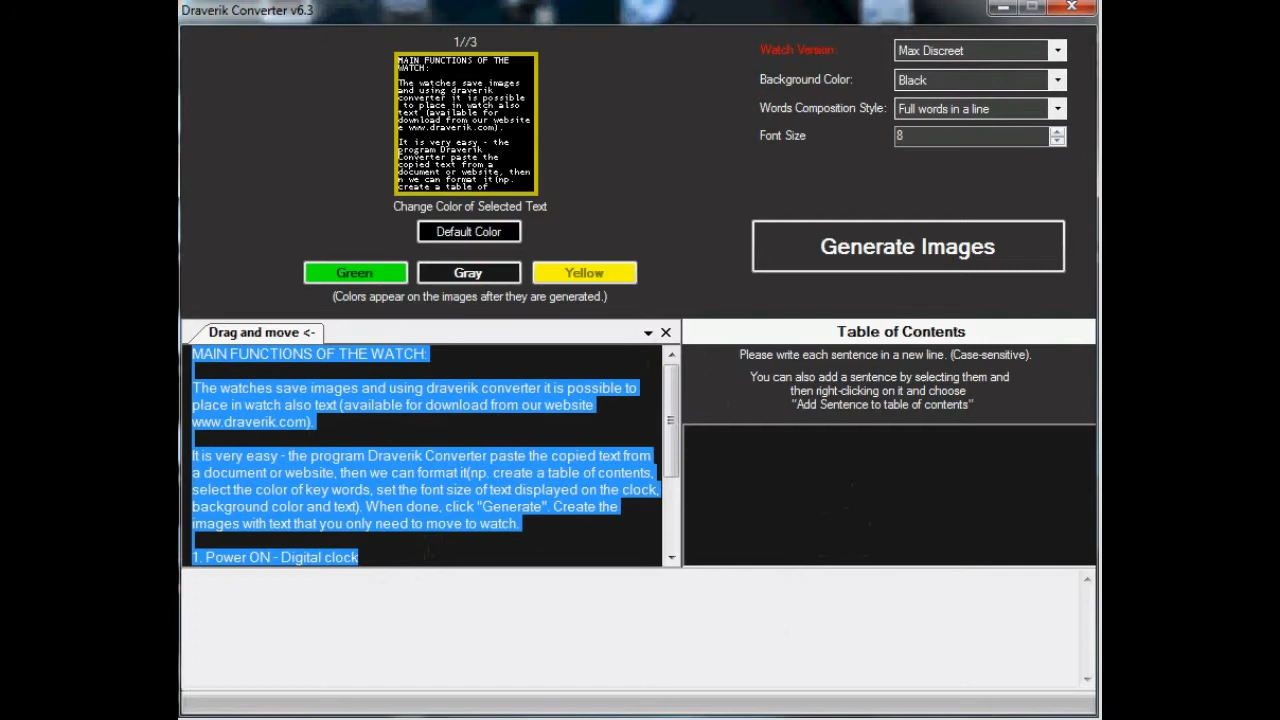 Draverik Converter v6.3
1//3
MAIN FUNCTIONS OF THE
WATCH:
The watches save images
and using draverik
converter it is possible
to place in watch also
text (available for
download from our website
e www.draverik.com).
It is very easy - the
program Draverik
Converter paste the
copied text from a
document or website, then
n we can format it(np.
create a table of
Change Color of Selected Text
Default Color
Green
Gray
Yellow
(Colors appear on the images after they are generated.)
Watch Version:
Max Discreet
Background Color:
Black
Words Composition Style:
Full words in a line
Font Size
8
Generate Images
Drag and move <-
MAIN FUNCTIONS OF THE WATCH:
The watches save images and using draverik converter it is possible to
place in watch also text (available for download from our website
www.draverik.com).
It is very easy - the program Draverik Converter paste the copied text from
a document or website, then we can format it(np. create a table of contents,
select the color of key words, set the font size of text displayed on the clock,
background color and text). When done, click "Generate". Create the
images with text that you only need to move to watch.
1. Power ON - Digital clock
Table of Contents
Please write each sentence in a new line. (Case-sensitive).
You can also add a sentence by selecting them and
then right-clicking on it and choose
"Add Sentence to table of contents"